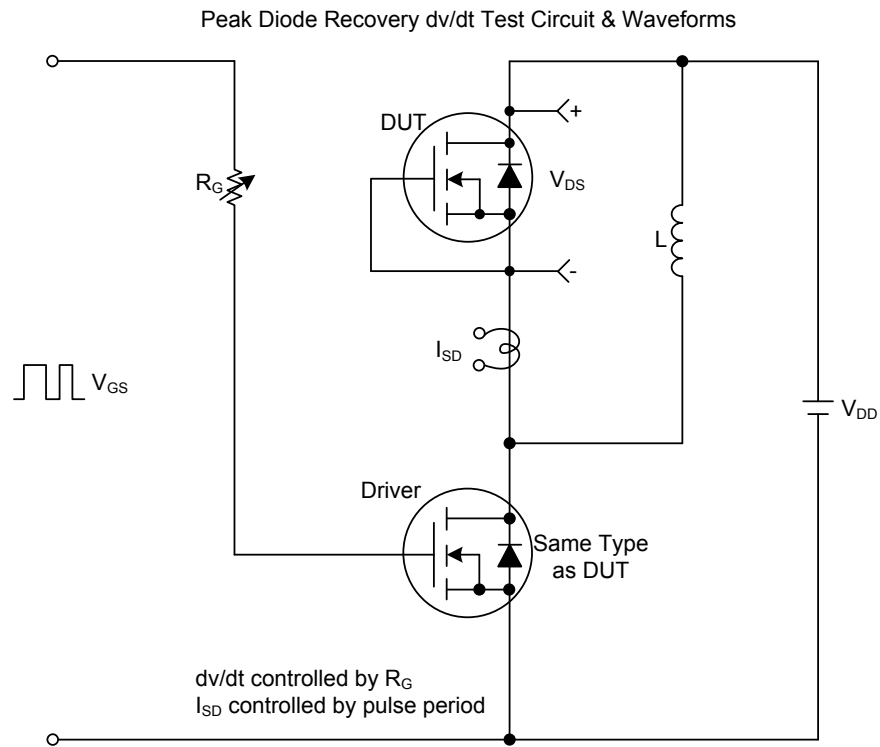 Peak Diode Recovery dv/dt Test Circuit & Waveforms
DUT
+
RG
VDS
L
-
ISD
VGS
VDD
Driver
Same Type
as DUT
dv/dt controlled by RG
ISD controlled by pulse period